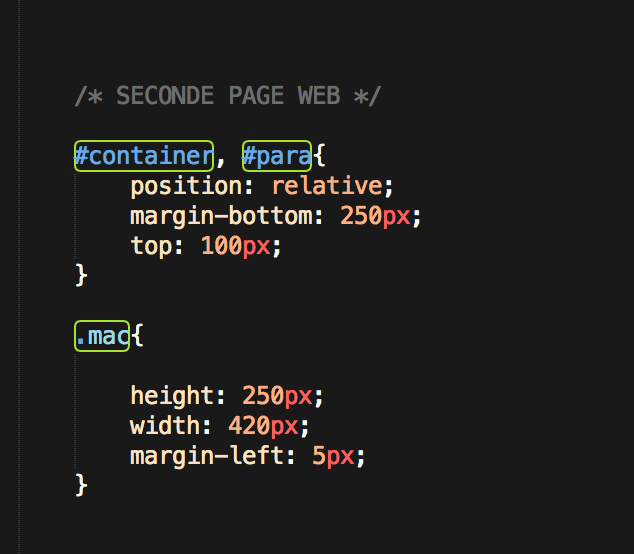 /* SECONDE PAGE WEB */
#container, #para{
position: relative;
margin-bottom: 250px;
top: 100px;
}
.mac{
height: 250px;
width: 420px;
margin-left: 5px;
}